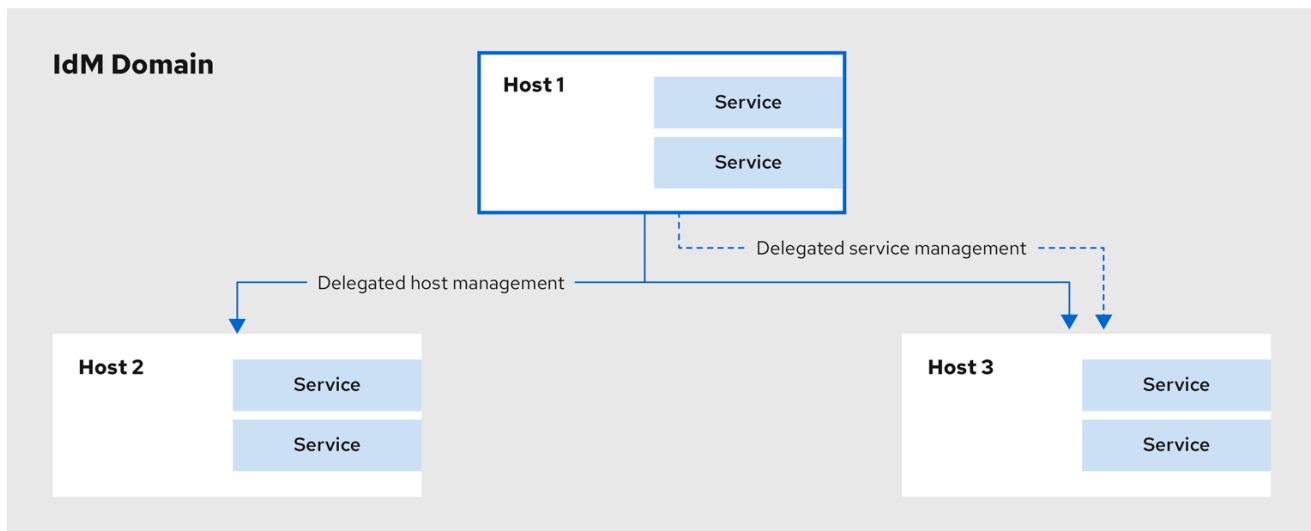 IdM Domain
Host 1
Service
Service
Delegated service management
Delegated host management
Host 2
Service
Service
Host 3
Service
Service